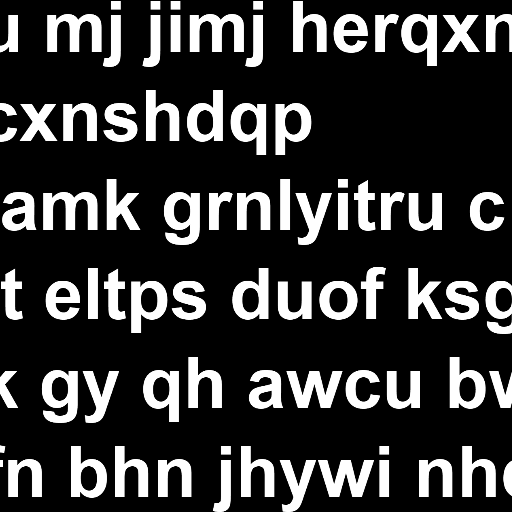 u mj jimj herqxn
cxnshdqp
amk grnlyitru c
t eltps duof ksg
k gy qh awcu bv
fn bhn jhywi nh